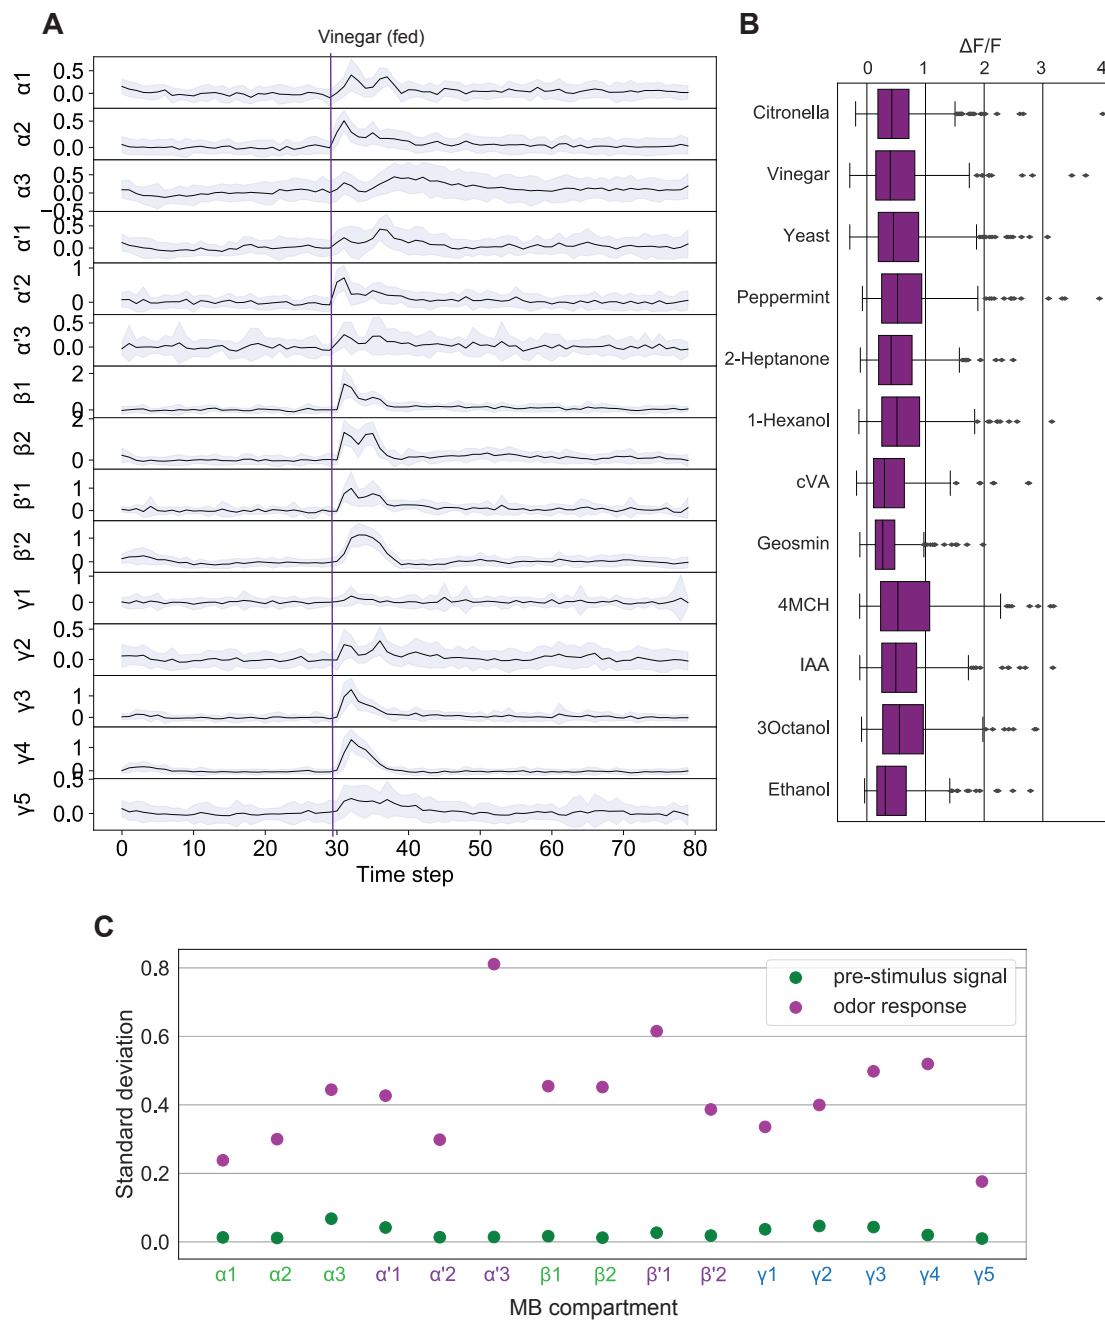 A
Vinegar (fed)
α1
0.5
0.0
α2
0.5
0.0
α3
0.5
0.0
−0.5
α'1
0.5
0.0
α'2
1
0
α'3
0.5
0.0
β1
2
0
β2
2
0
β'1
1
0
β'2
1
0
γ1
1
0
γ2
0.5
0.0
γ3
1
0
γ4
1
0
γ5
0.5
0.0
0 10 20 30 40 50 60 70 80
Time step
B
ΔF/F
0 1 2 3 4
Citronella
Vinegar
Yeast
Peppermint
2-Heptanone
1-Hexanol
cVA
Geosmin
4MCH
IAA
3Octanol
Ethanol
C
Standard deviation
0.8
0.6
0.4
0.2
0.0
pre-stimulus signal
odor response
α1 α2 α3 α'1 α'2 α'3 β1 β2 β'1 β'2 γ1 γ2 γ3 γ4 γ5
MB compartment